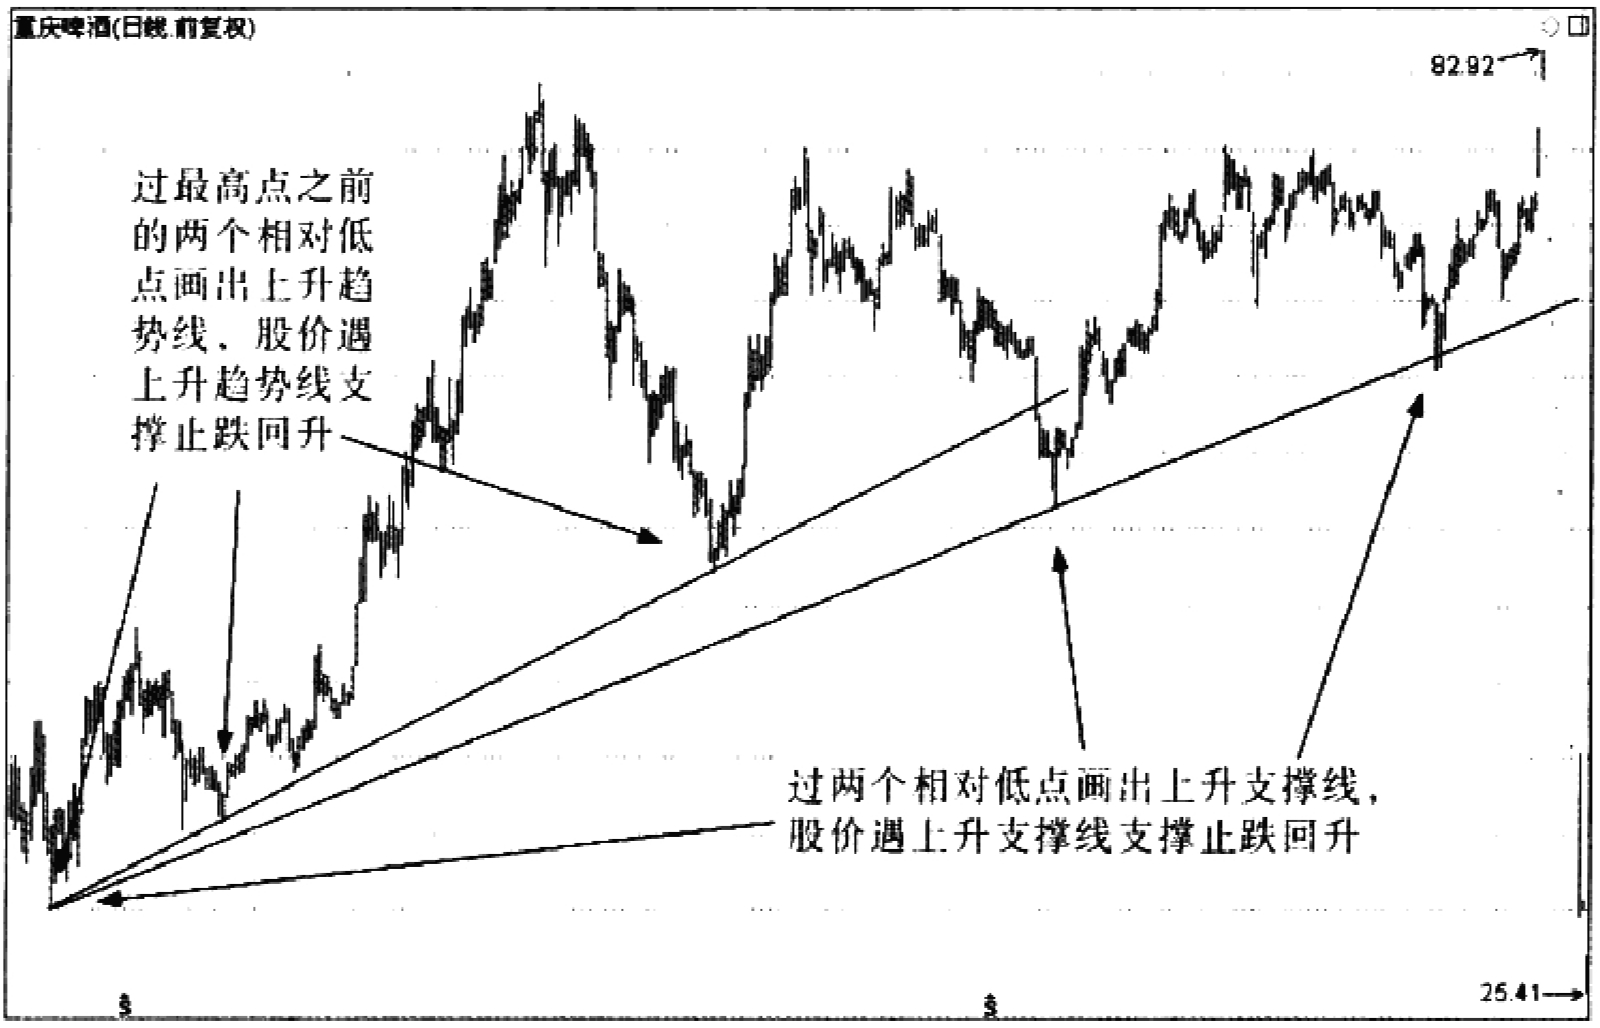 重庆啤酒(日线.前复权)
82.92
过最高点之前
的两个相对低
点画出上升趋
势线，股价遇
上升趋势线支
撑止跌回升
过两个相对低点画出上升支撑线，
股价遇上升支撑线支撑止跌回升
25.41
$
$